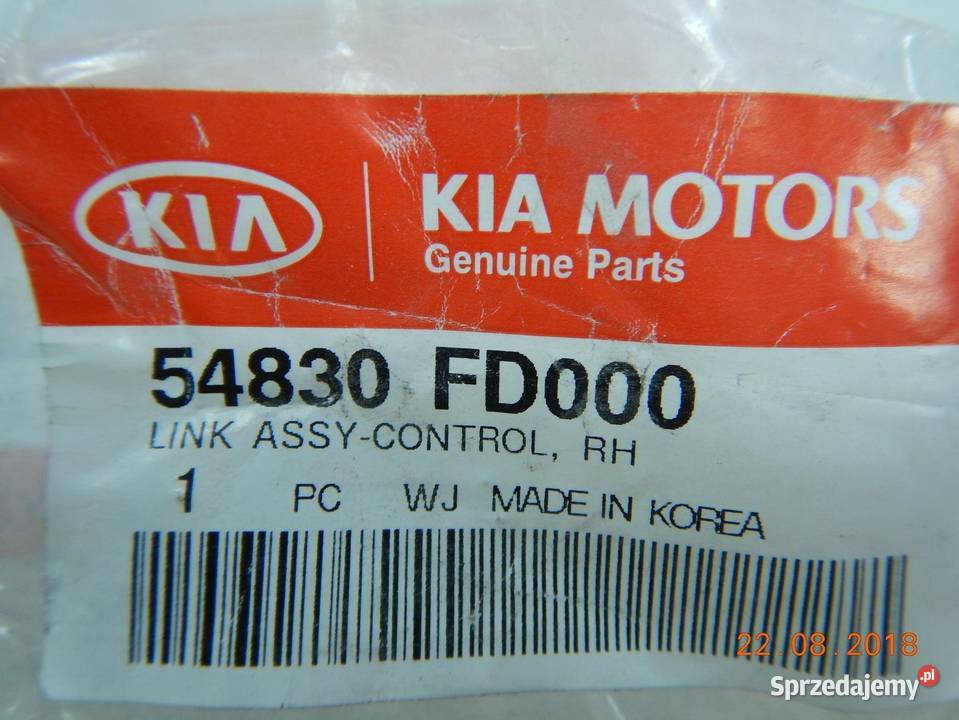 KIA
KIA MOTORS
Genuine Parts
54830 FD000
LINK ASSY-CONTROL, RH
1 PC WJ MADE IN KOREA
22.08.2018
Sprzedajemy.pl